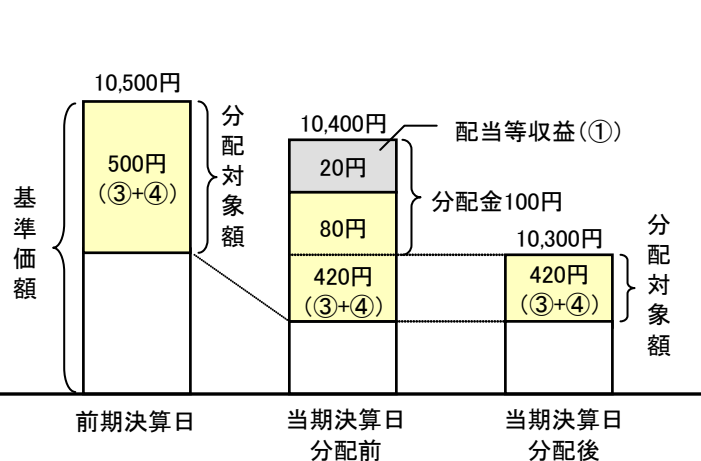 10,500円
500円
（③+④）
分配対象額
基準価額
前期決算日
10,400円
配当等収益（①）
20円
分配金100円
80円
420円
（③+④）
当期決算日
分配前
10,300円
420円
（③+④）
分配対象額
当期決算日
分配後